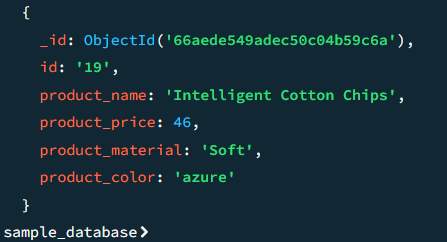 {
_id: ObjectId('66aede549adec50c04b59c6a'),
id: '19',
product_name: 'Intelligent Cotton Chips',
product_price: 46,
product_material: 'Soft',
product_color: 'azure'
}
sample_database>